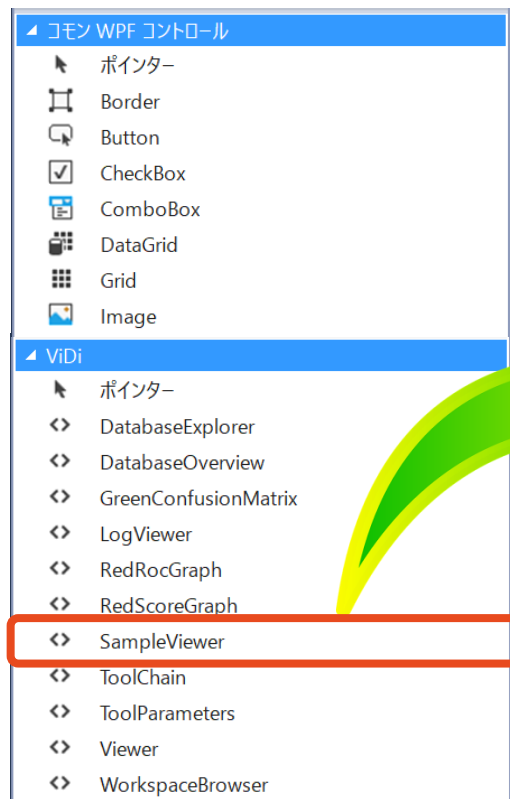 コモン WPF コントロール
ポインター
Border
Button
CheckBox
ComboBox
DataGrid
Grid
Image
ViDi
ポインター
DatabaseExplorer
DatabaseOverview
GreenConfusionMatrix
LogViewer
RedRocGraph
RedScoreGraph
SampleViewer
ToolChain
ToolParameters
Viewer
WorkspaceBrowser